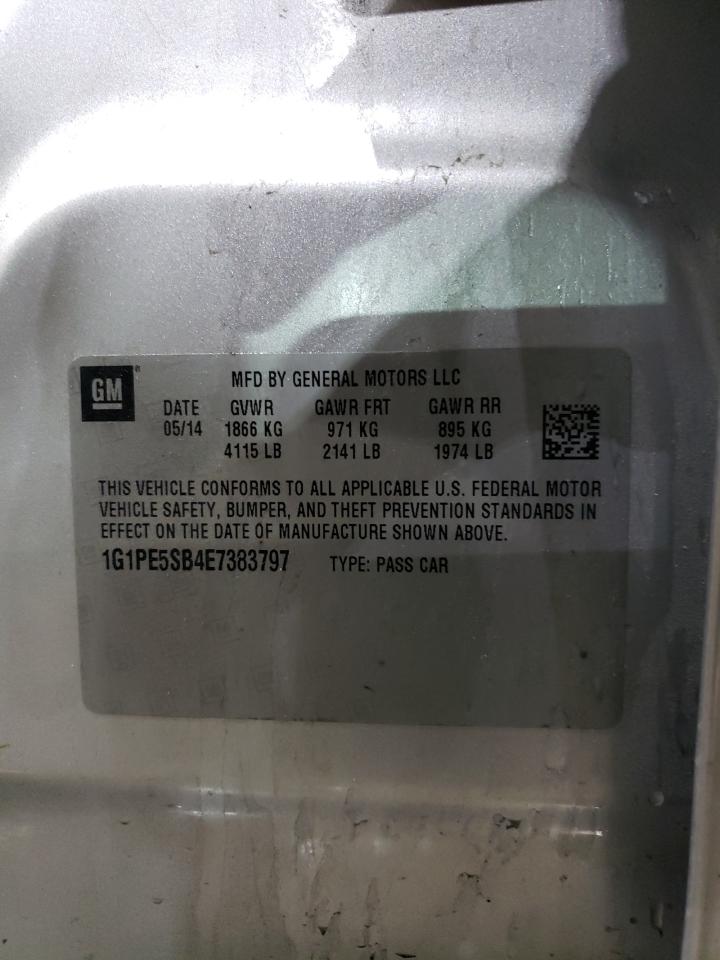 GM ®
MFD BY GENERAL MOTORS LLC
DATE GVWR GAWR FRT GAWR RR
05/14 1866 KG 971 KG 895 KG
4115 LB 2141 LB 1974 LB
THIS VEHICLE CONFORMS TO ALL APPLICABLE U.S. FEDERAL MOTOR
VEHICLE SAFETY, BUMPER, AND THEFT PREVENTION STANDARDS IN
EFFECT ON THE DATE OF MANUFACTURE SHOWN ABOVE.
1G1PE5SB4E7383797 TYPE: PASS CAR